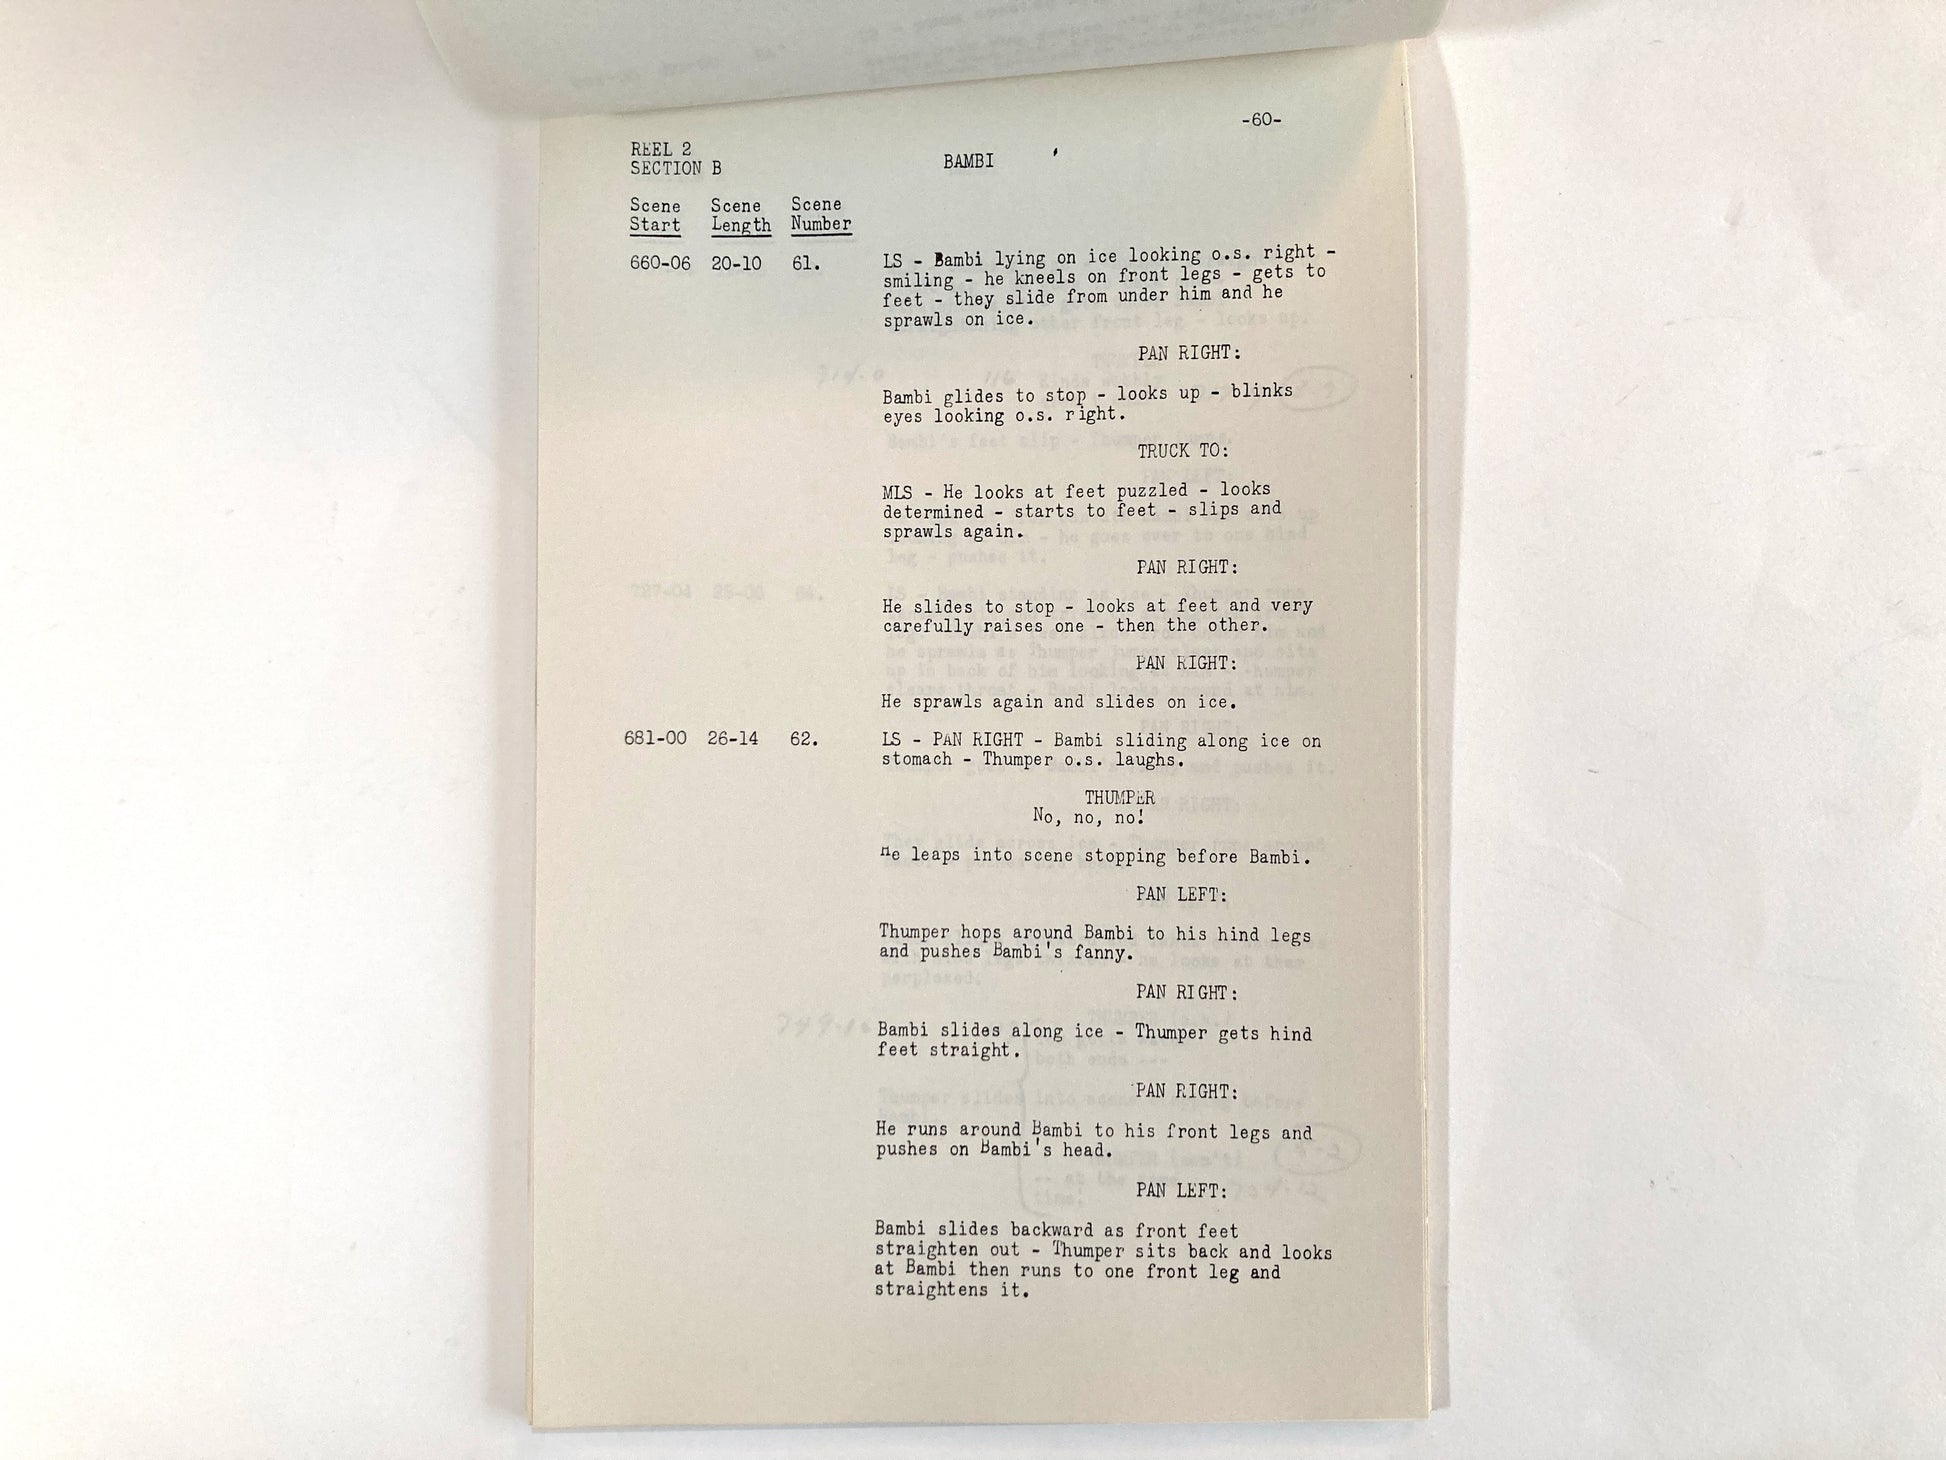 -60-
REEL 2
SECTION B
BAMBI
Scene Scene Scene
Start Length Number
660-06 20-10 61. LS - Bambi lying on ice looking o.s. right -
smiling - he kneels on front legs - gets to
feet - they slide from under him and he
sprawls on ice.
PAN RIGHT:
Bambi glides to stop - looks up - blinks
eyes looking o.s. right.
TRUCK TO:
MLS - He looks at feet puzzled - looks
determined - starts to feet - slips and
sprawls again.
PAN RIGHT:
He slides to stop - looks at feet and very
carefully raises one - then the other.
PAN RIGHT:
He sprawls again and slides on ice.
681-00 26-14 62. LS - PAN RIGHT - Bambi sliding along ice on
stomach - Thumper o.s. laughs.
THUMPER
No, no, no!
He leaps into scene stopping before Bambi.
PAN LEFT:
Thumper hops around Bambi to his hind legs
and pushes Bambi's fanny.
PAN RIGHT:
Bambi slides along ice - Thumper gets hind
feet straight.
PAN RIGHT:
He runs around Bambi to his front legs and
pushes on Bambi's head.
PAN LEFT:
Bambi slides backward as front feet
straighten out - Thumper sits back and looks
at Bambi then runs to one front leg and
straightens it.